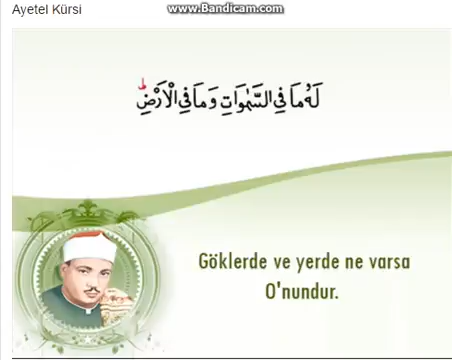 Ayetel Kürsi
www.Bandicam.com
لَهُ مَا فِي السَّمٰوَاتِ وَمَا فِي الْاَرْضِۜ
Göklerde ve yerde ne varsa
O'nundur.